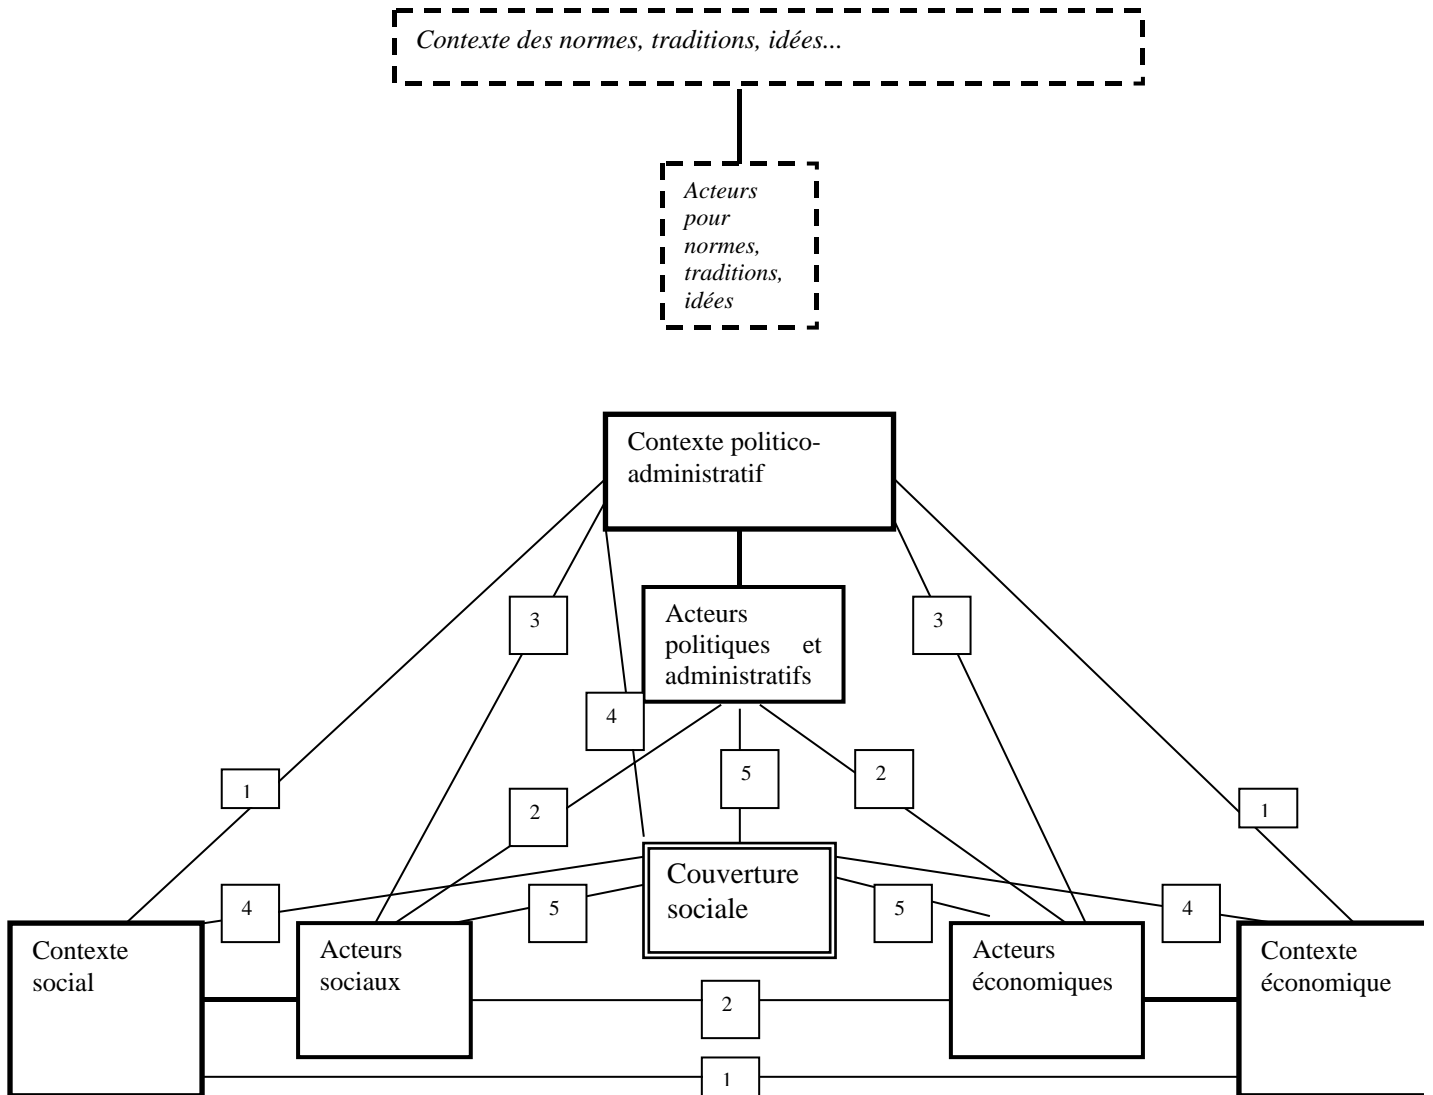 Contexte des normes, traditions, idées...
Acteurs
pour
normes,
traditions,
idées
Contexte politico-
administratif
Acteurs
politiques et
administratifs
3
3
4
5
2
1
2
1
Couverture
sociale
4
5
5
4
Contexte
social
Acteurs
sociaux
Acteurs
économiques
Contexte
économique
2
1